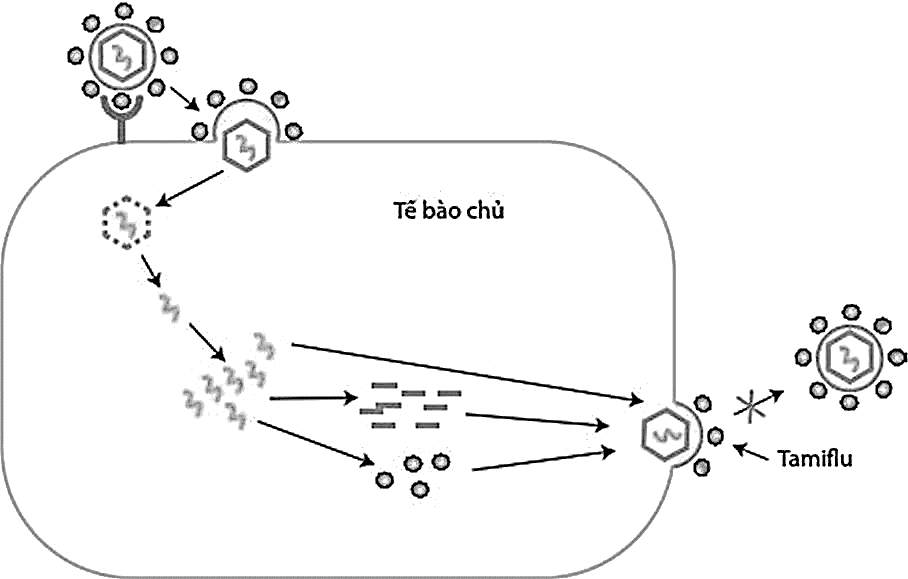 Tế bào chủ
Tamiflu